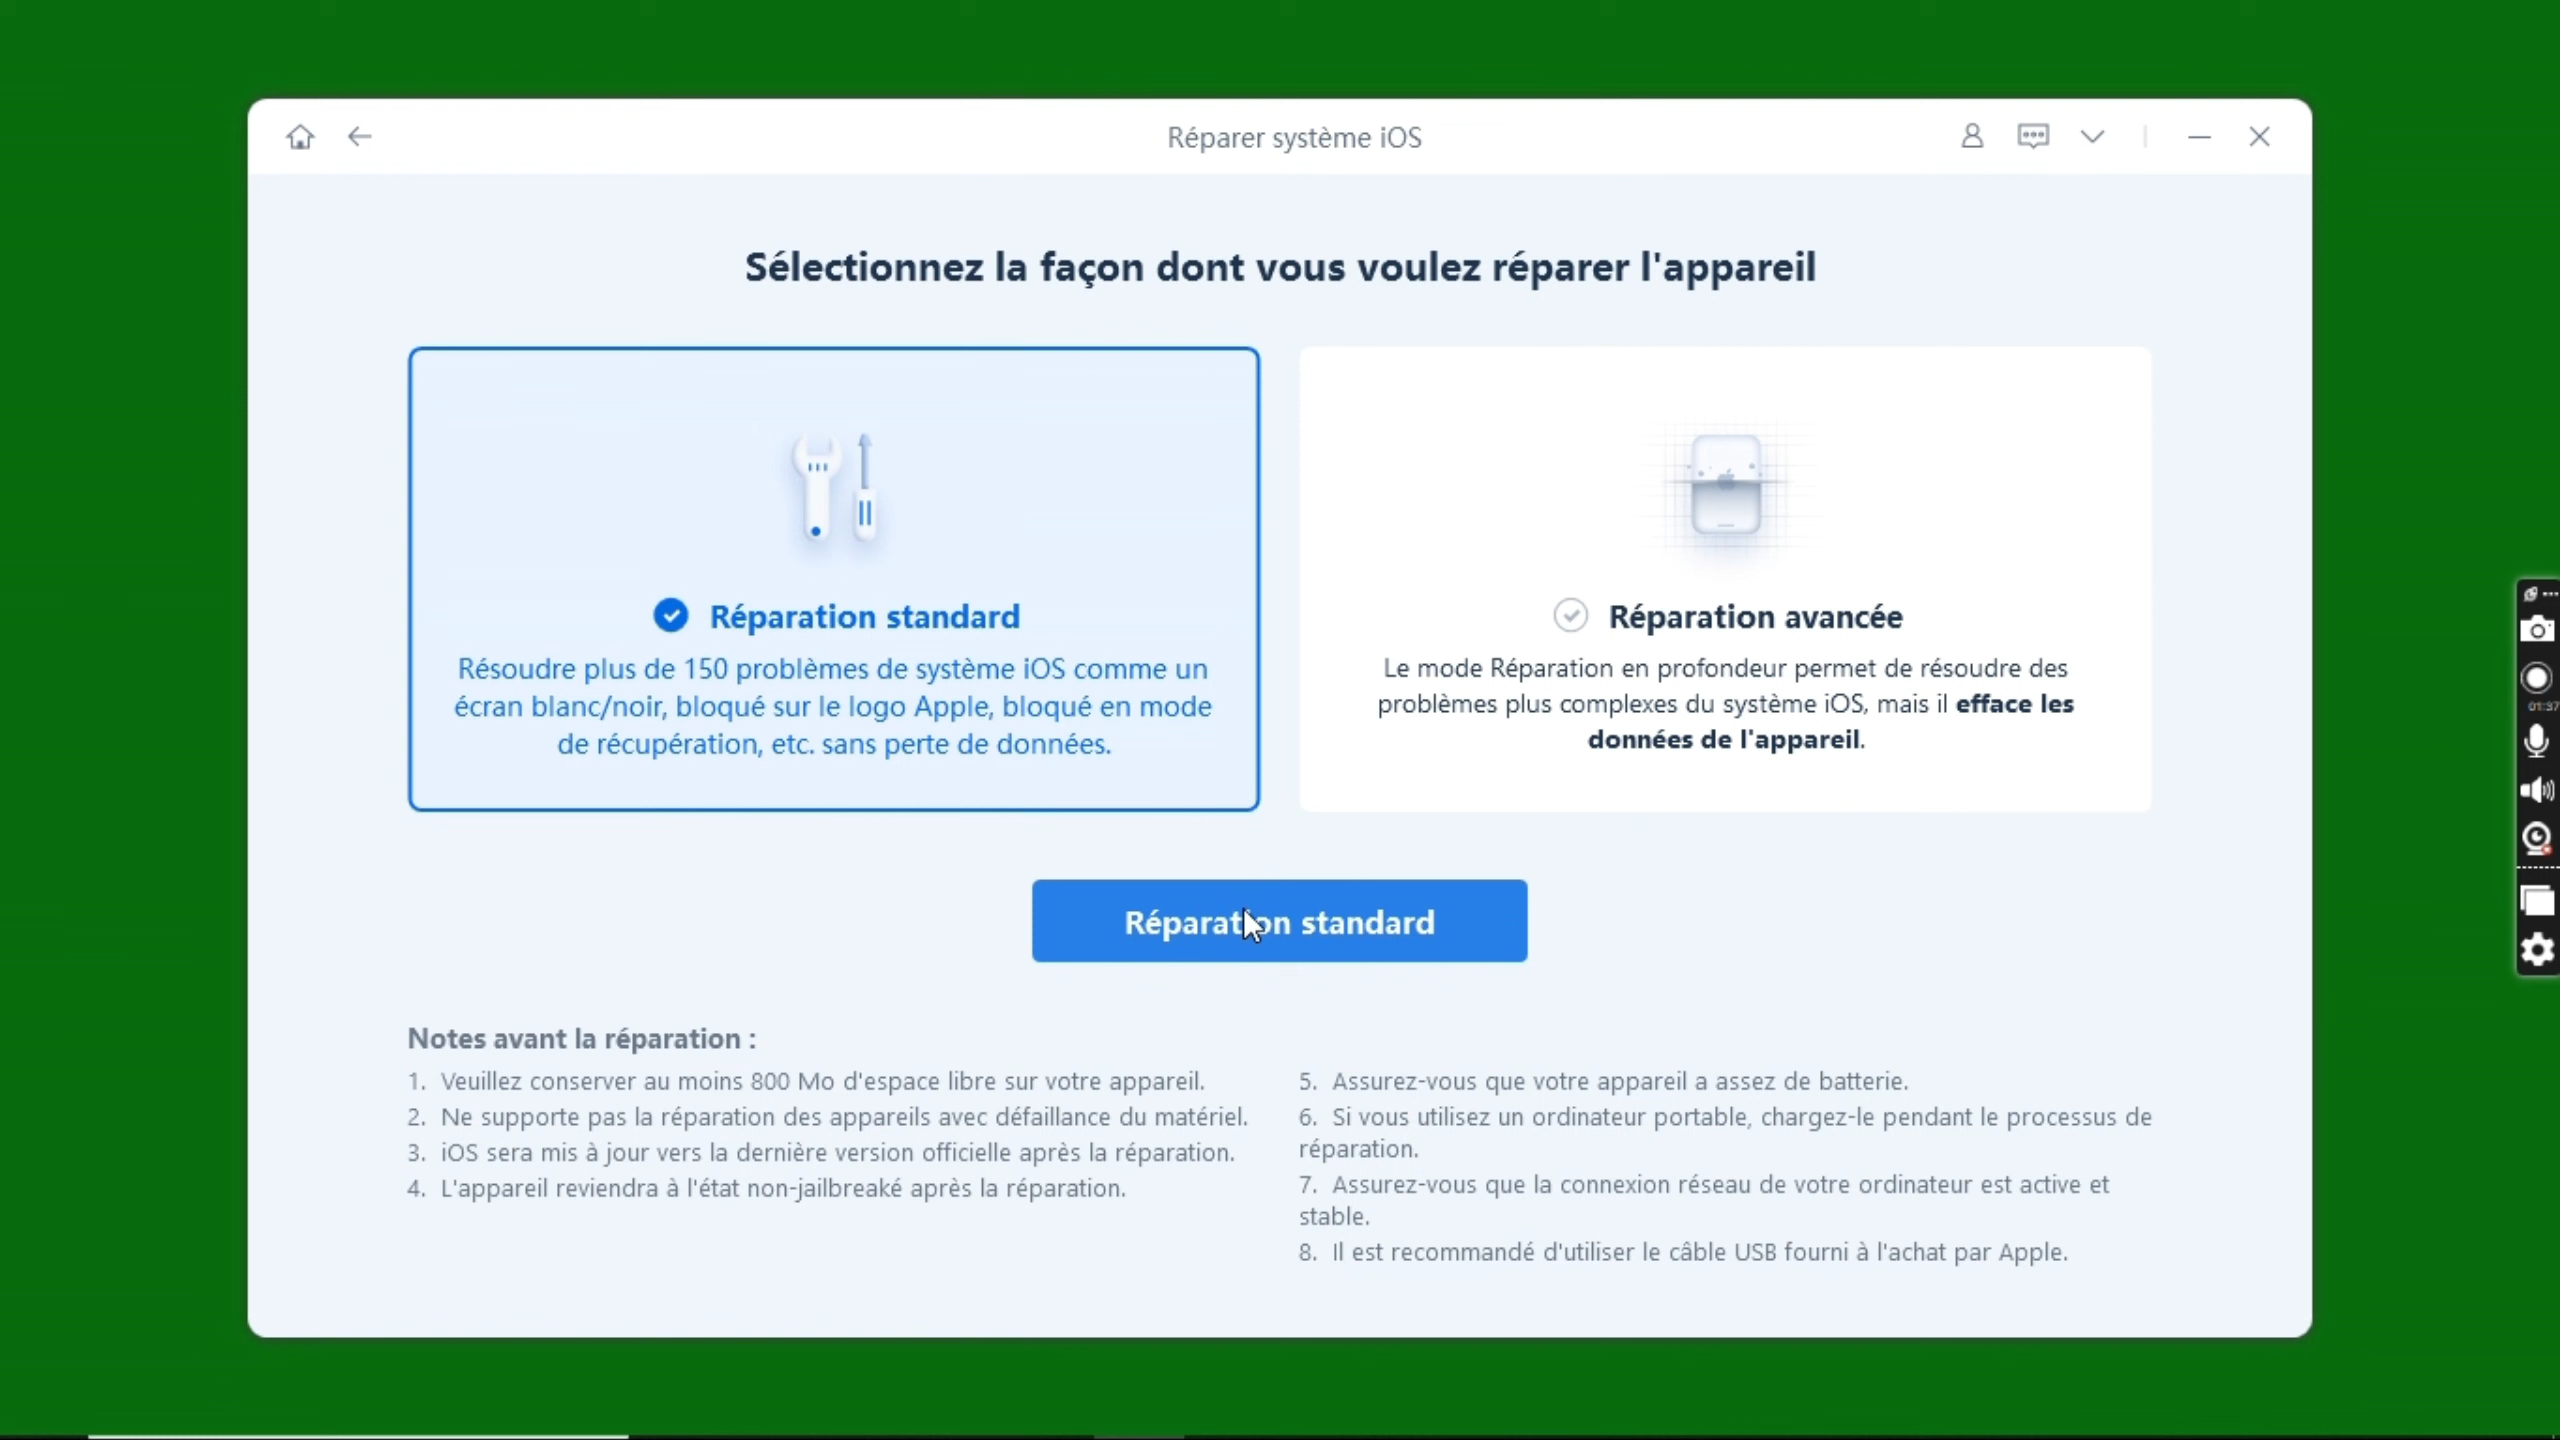 Réparer système iOS
Sélectionnez la façon dont vous voulez réparer l'appareil
Réparation standard
Résoudre plus de 150 problèmes de système iOS comme un
écran blanc/noir, bloqué sur le logo Apple, bloqué en mode
de récupération, etc. sans perte de données.
Réparation avancée
Le mode Réparation en profondeur permet de résoudre des
problèmes plus complexes du système iOS, mais il efface les
données de l'appareil.
Réparation standard
Notes avant la réparation :
1. Veuillez conserver au moins 800 Mo d'espace libre sur votre appareil.
2. Ne supporte pas la réparation des appareils avec défaillance du matériel.
3. iOS sera mis à jour vers la dernière version officielle après la réparation.
4. L'appareil reviendra à l'état non-jailbreaké après la réparation.
5. Assurez-vous que votre appareil a assez de batterie.
6. Si vous utilisez un ordinateur portable, chargez-le pendant le processus de
réparation.
7. Assurez-vous que la connexion réseau de votre ordinateur est active et
stable.
8. Il est recommandé d'utiliser le câble USB fourni à l'achat par Apple.
01:37